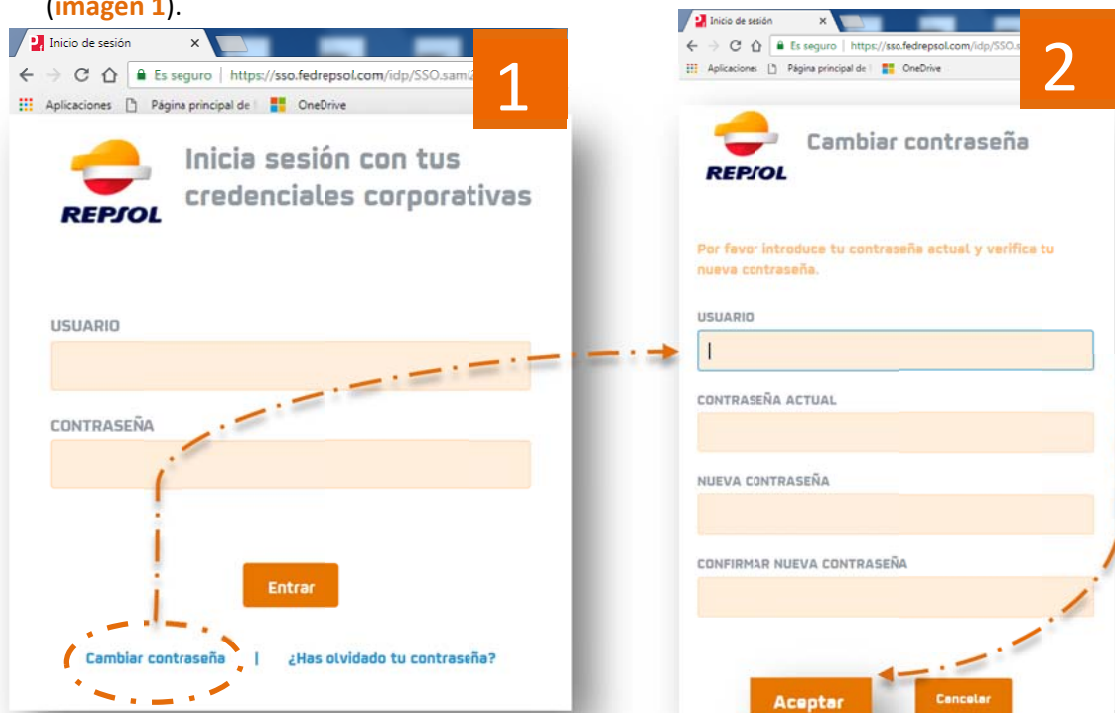 (imagen 1).
Inicio de sesión
1
Es seguro | https://sso.fedrepsol.com/idp/SSO.saml2
Aplicaciones Página principal de OneDrive
REPSOL
Inicia sesión con tus
credenciales corporativas
USUARIO
CONTRASEÑA
Entrar
Cambiar contraseña | ¿Has olvidado tu contraseña?
Inicio de sesión
2
Es seguro | https://sso.fedrepsol.com/idp/SSO.s
Aplicaciones Página principal de OneDrive
REPSOL
Cambiar contraseña
Por favor introduce tu contraseña actual y verifica tu
nueva contraseña.
USUARIO
CONTRASEÑA ACTUAL
NUEVA CONTRASEÑA
CONFIRMAR NUEVA CONTRASEÑA
Aceptar
Cancelar